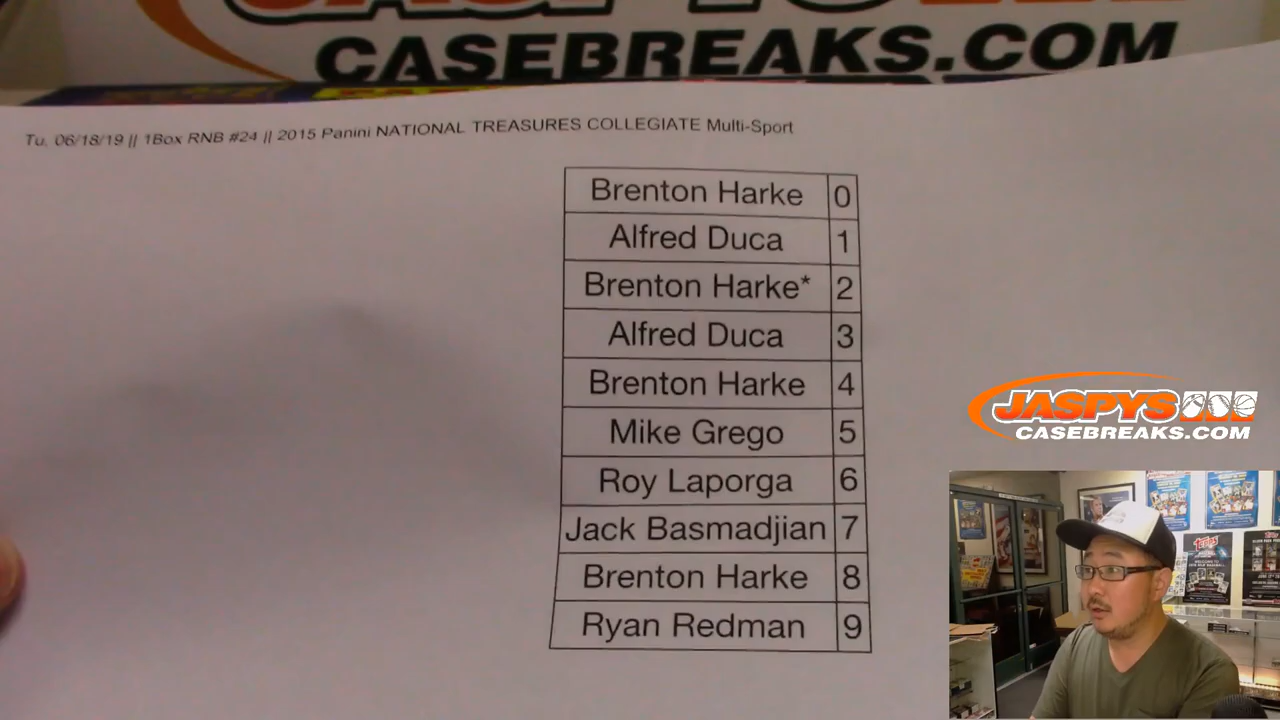 CASEBREAKS.COM
Tu, 06/18/19 || 1Box RNB #24 || 2015 Panini NATIONAL TREASURES COLLEGIATE Multi-Sport
Brenton Harke 0
Alfred Duca 1
Brenton Harke* 2
Alfred Duca 3
Brenton Harke 4
Mike Grego 5
Roy Laporga 6
Jack Basmadjian 7
Brenton Harke 8
Ryan Redman 9
JASPYS
CASEBREAKS.COM
TOPPS